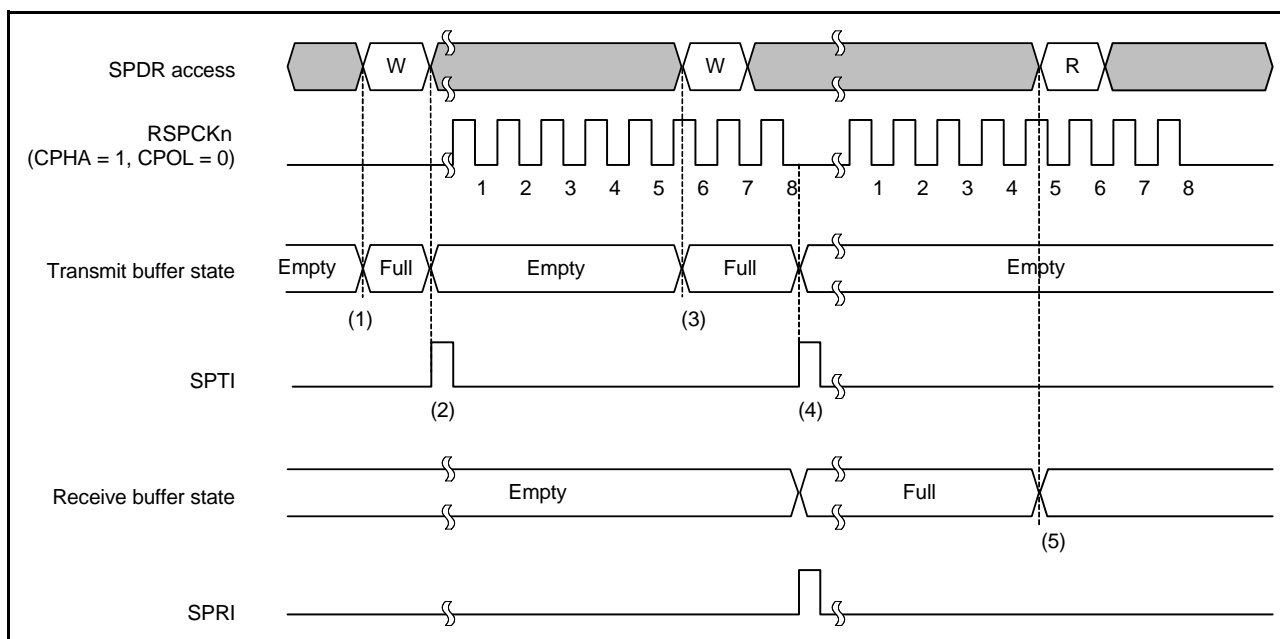 SPDR access
W
W
R
RSPCKn
(CPHA = 1, CPOL = 0)
1 2 3 4 5 6 7 8 1 2 3 4 5 6 7 8
Transmit buffer state
Empty Full Empty Full Empty
(1) (3)
SPTI
(2) (4)
Receive buffer state
Empty Full
(5)
SPRI